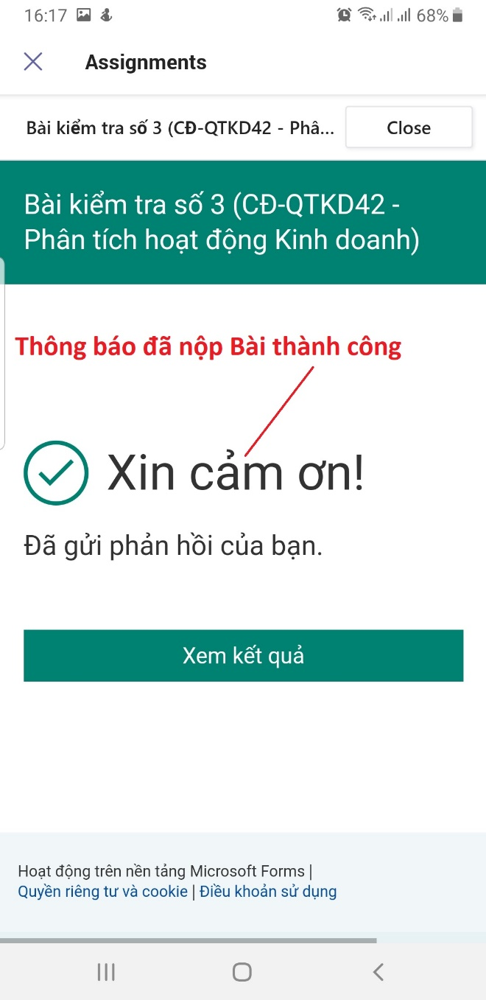 16:17
68%
Assignments
Bài kiểm tra số 3 (CĐ-QTKD42 - Phâ...
Close
Bài kiểm tra số 3 (CĐ-QTKD42 -
Phân tích hoạt động Kinh doanh)
Thông báo đã nộp Bài thành công
Xin cảm ơn!
Đã gửi phản hồi của bạn.
Xem kết quả
Hoạt động trên nền tảng Microsoft Forms |
Quyền riêng tư và cookie | Điều khoản sử dụng